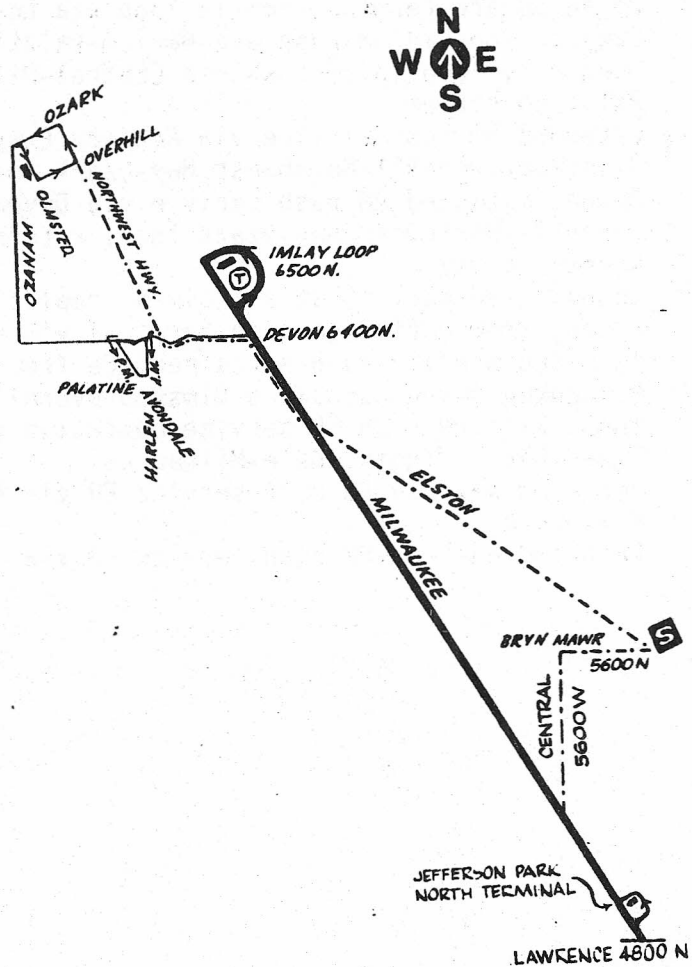 N
W E
S
OZARK
OVERHILL
OLMSTED
NORTHWEST HWY.
OZANAM
IMLAY LOOP
6500 N.
T
DEVON 6400N.
P.M.
A.M.
PALATINE
HARLEM
AVONDALE
ELSTON
MILWAUKEE
BRYN MAWR
5600 N
S
CENTRAL
5600 W
JEFFERSON PARK
NORTH TERMINAL
LAWRENCE 4800 N